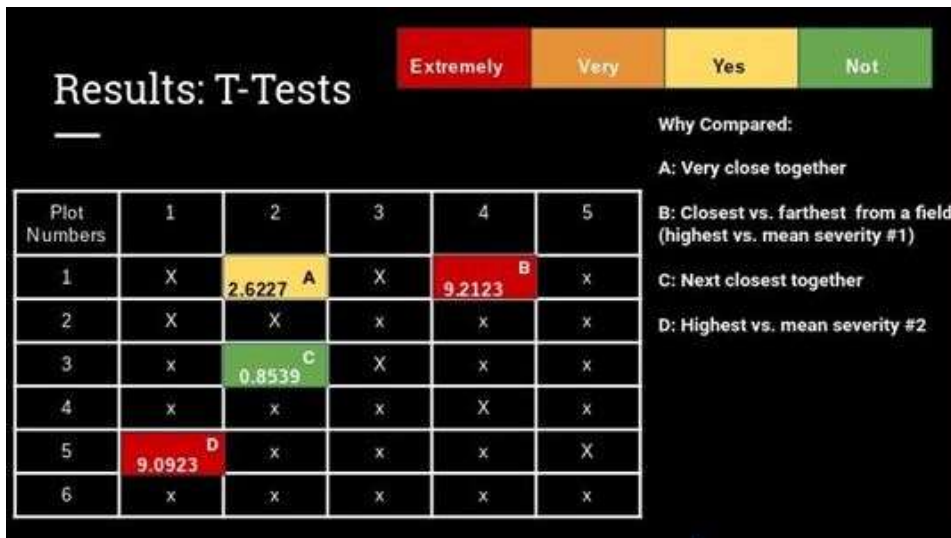 Results: T-Tests
Extremely Very Yes Not
Why Compared:
A: Very close together
B: Closest vs. farthest from a field
(highest vs. mean severity #1)
C: Next closest together
D: Highest vs. mean severity #2
Plot Numbers 1 2 3 4 5
1 X 2.6227 A X 9.2123 B x
2 X X x x x
3 x 0.8539 C X x x
4 x x x X x
5 9.0923 D x x x X
6 x x x x x